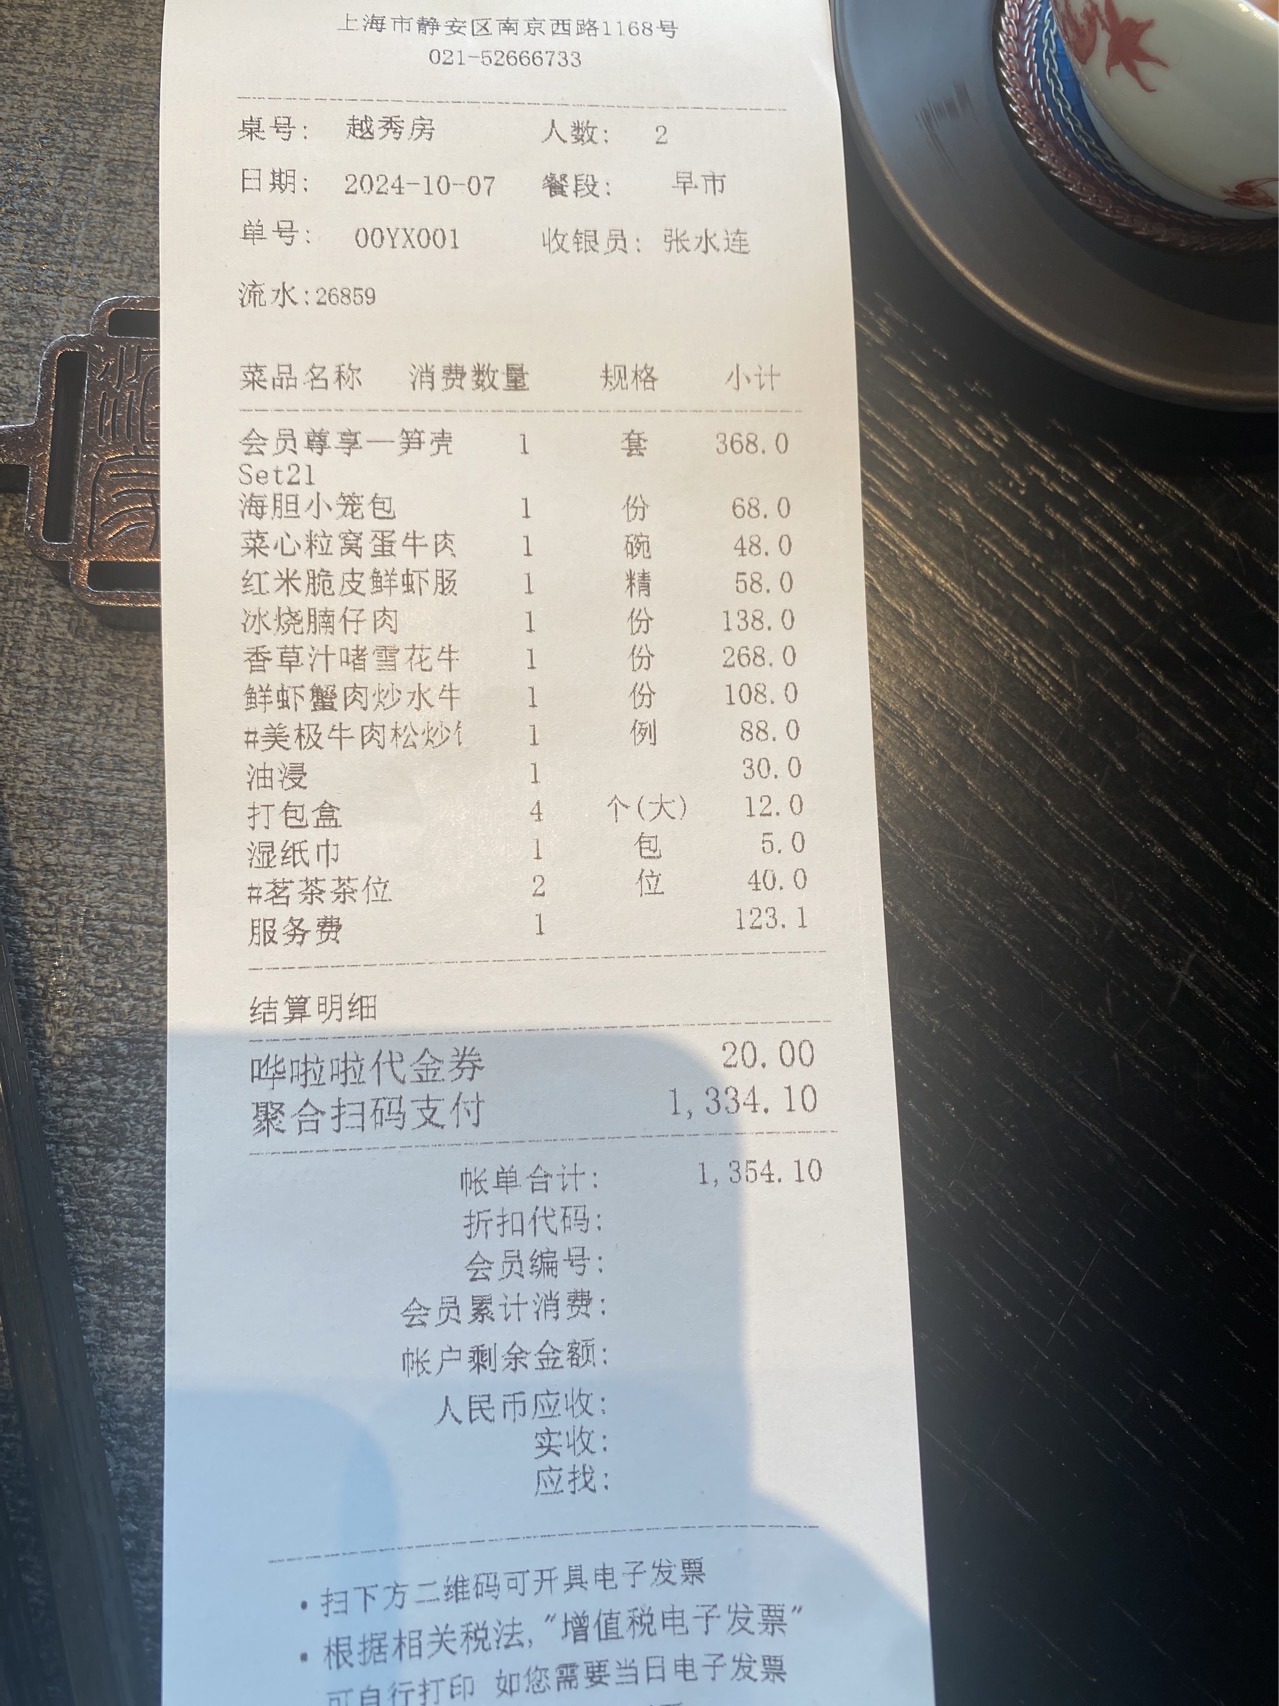 上海市静安区南京西路1168号
021-52666733
桌号: 越秀房 人数: 2
日期: 2024-10-07 餐段: 早市
单号: 00YX001 收银员: 张水连
流水:26859
菜品名称 消费数量 规格 小计
会员尊享一笋壳 1 套 368.0
Set21
海胆小笼包 1 份 68.0
菜心粒窝蛋牛肉 1 碗 48.0
红米脆皮鲜虾肠 1 精 58.0
冰烧腩仔肉 1 份 138.0
香草汁啫雪花牛 1 份 268.0
鲜虾蟹肉炒水牛 1 份 108.0
#美极牛肉松炒 1 例 88.0
油浸 1 30.0
打包盒 4 个(大) 12.0
湿纸巾 1 包 5.0
#茗茶茶位 2 位 40.0
服务费 1 123.1
结算明细
哗啦啦代金券 20.00
聚合扫码支付 1,334.10
帐单合计: 1,354.10
折扣代码:
会员编号:
会员累计消费:
帐户剩余金额:
人民币应收:
实收:
应找:
• 扫下方二维码可开具电子发票
• 根据相关税法,"增值税电子发票"
可自行打印 如您需要当日电子发票